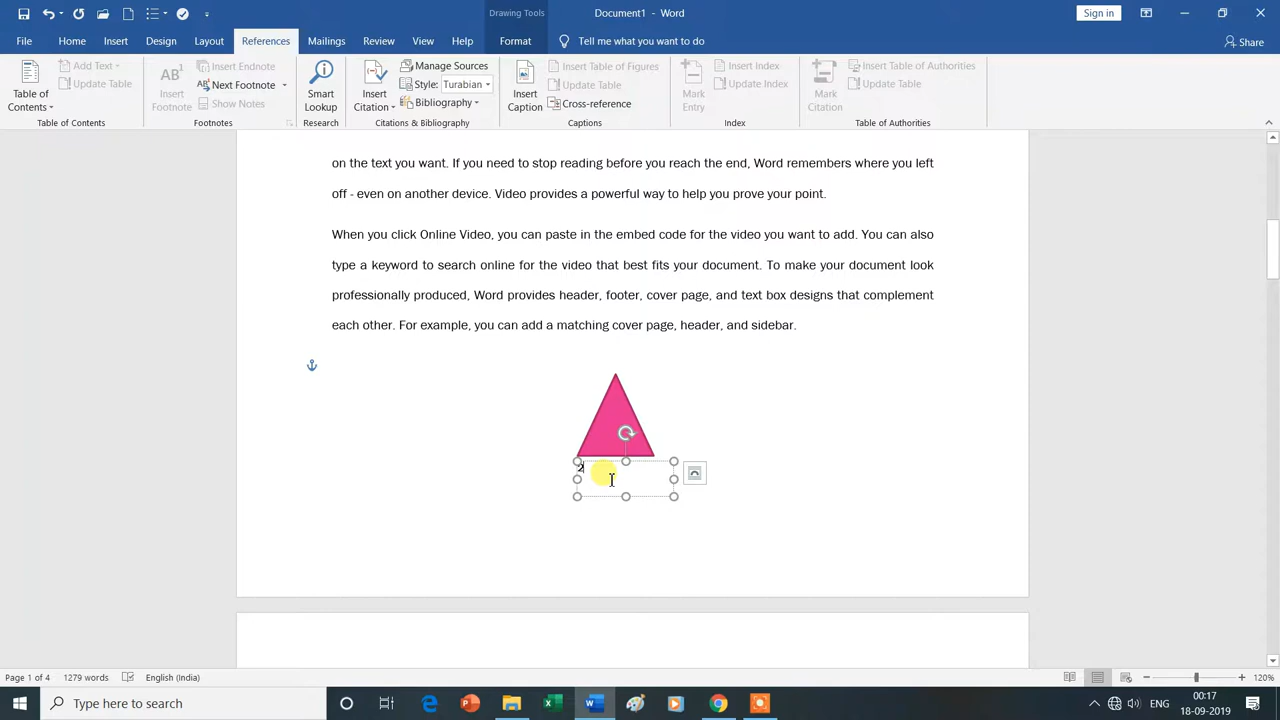 Drawing Tools
Document1 - Word
Sign in
File Home Insert Design Layout References Mailings Review View Help Format Tell me what you want to do Share
Table of Contents
Add Text
Update Table
Table of Contents
AB1
Insert Footnote
Insert Endnote
Next Footnote
Show Notes
Footnotes
Smart Lookup
Research
Insert Citation
Manage Sources
Style: Turabian
Bibliography
Citations & Bibliography
Insert Caption
Insert Table of Figures
Update Table
Cross-reference
Captions
Mark Entry
Insert Index
Update Index
Index
Mark Citation
Insert Table of Authorities
Update Table
Table of Authorities
on the text you want. If you need to stop reading before you reach the end, Word remembers where you left
off - even on another device. Video provides a powerful way to help you prove your point.
When you click Online Video, you can paste in the embed code for the video you want to add. You can also
type a keyword to search online for the video that best fits your document. To make your document look
professionally produced, Word provides header, footer, cover page, and text box designs that complement
each other. For example, you can add a matching cover page, header, and sidebar.
2
Page 1 of 4 1279 words English (India) 120%
Type here to search
ENG
00:17
18-09-2019